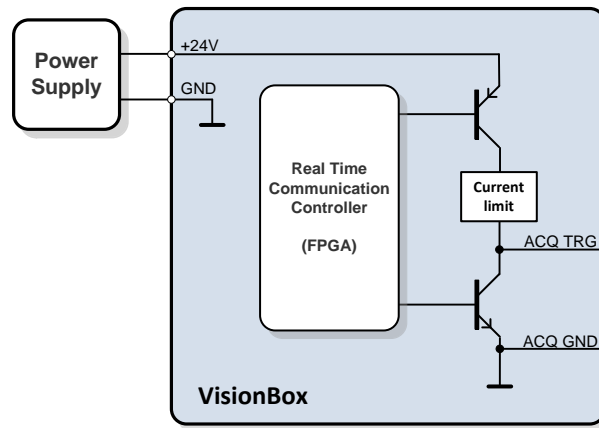 Power
Supply
+24V
GND
Real Time
Communication
Controller
(FPGA)
Current
limit
ACQ TRG
ACQ GND
VisionBox